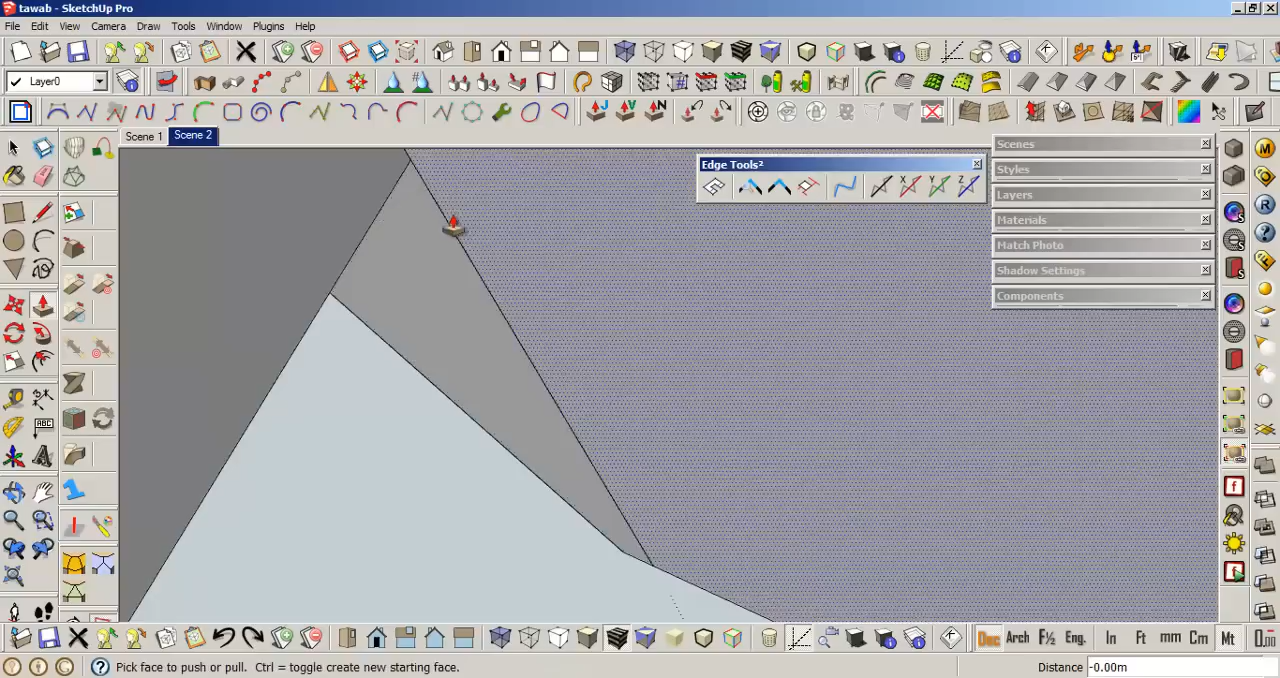 tawab - SketchUp Pro
File Edit View Camera Draw Tools Window Plugins Help
Layer0
Scene 1 Scene 2
Edge Tools²
Scenes
Styles
Layers
Materials
Match Photo
Shadow Settings
Components
Arch F½ Eng. In Ft mm Cm Mt
Pick face to push or pull. Ctrl = toggle create new starting face.
Distance -0.00m